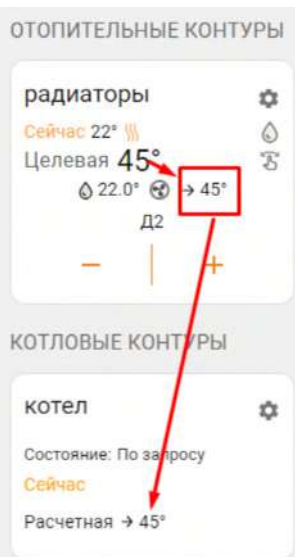 ОТОПИТЕЛЬНЫЕ КОНТУРЫ
радиаторы
Сейчас 22°
Целевая 45°
22.0° → 45°
Д2
− +
КОТЛОВЫЕ КОНТУРЫ
котел
Состояние: По запросу
Сейчас
Расчетная → 45°